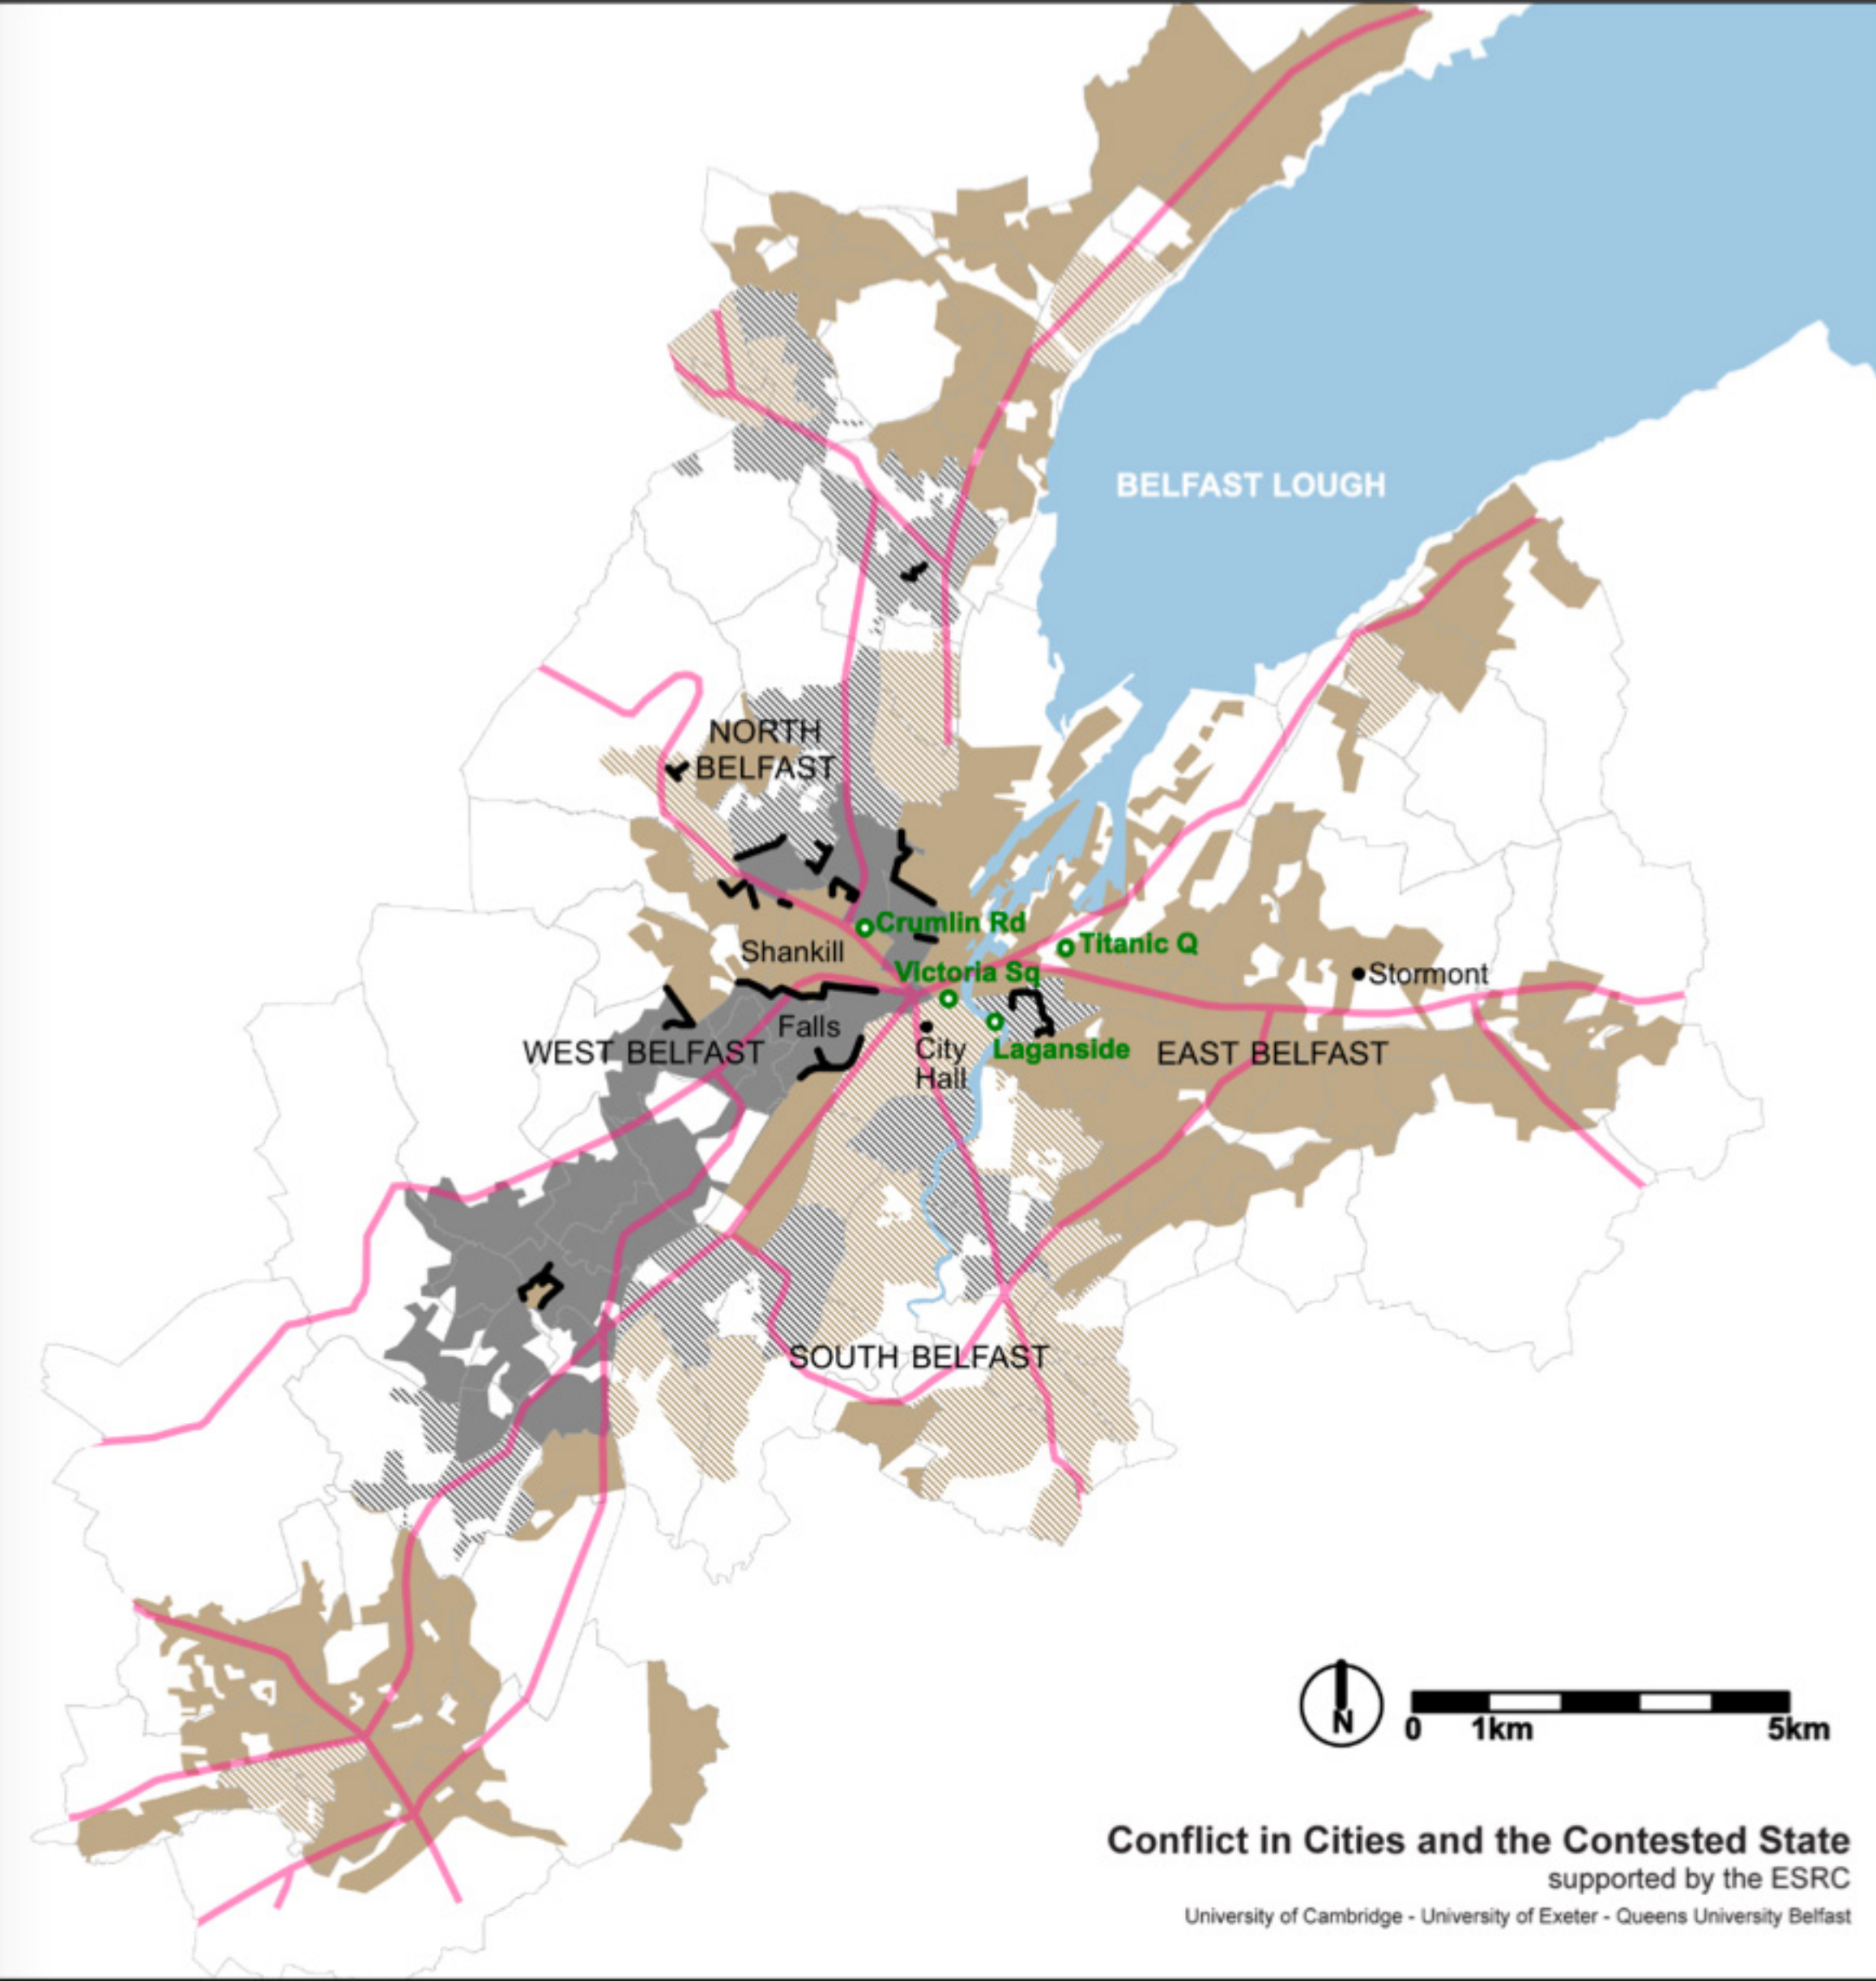 BELFAST LOUGH
NORTH
BELFAST
Crumlin Rd
Titanic Q
Shankill
Victoria Sq
Stormont
Falls
WEST BELFAST
City
Hall
Laganside
EAST BELFAST
SOUTH BELFAST
N
0 1km 5km
Conflict in Cities and the Contested State
supported by the ESRC
University of Cambridge - University of Exeter - Queens University Belfast